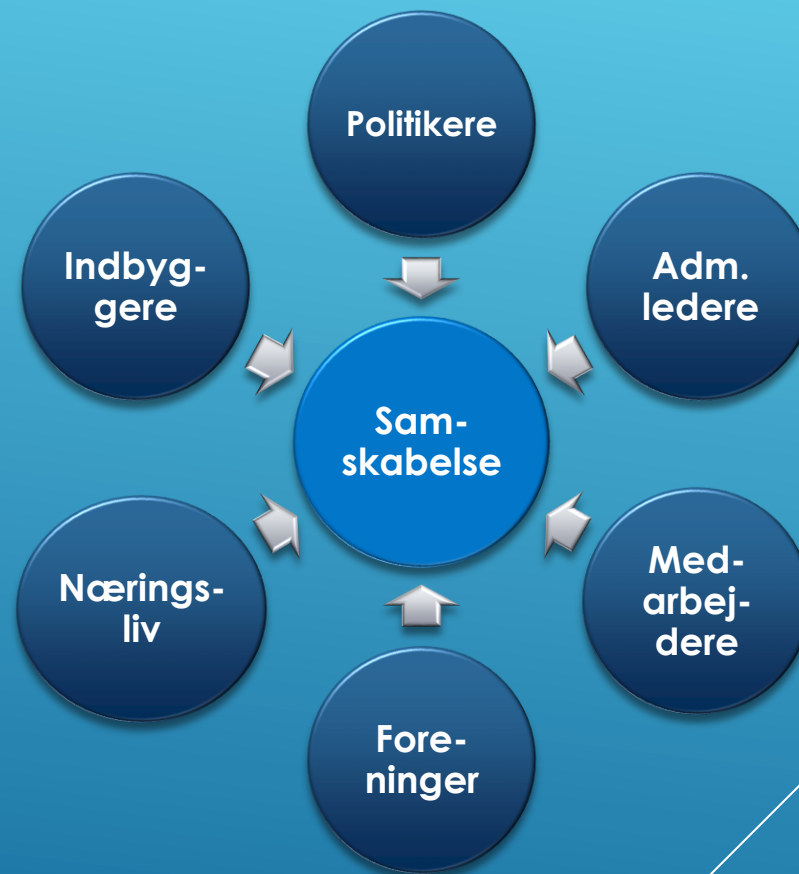 Politikere
Indbyg-
gere
Adm.
ledere
Sam-
skabelse
Nærings-
liv
Med-
arbej-
dere
Fore-
ninger